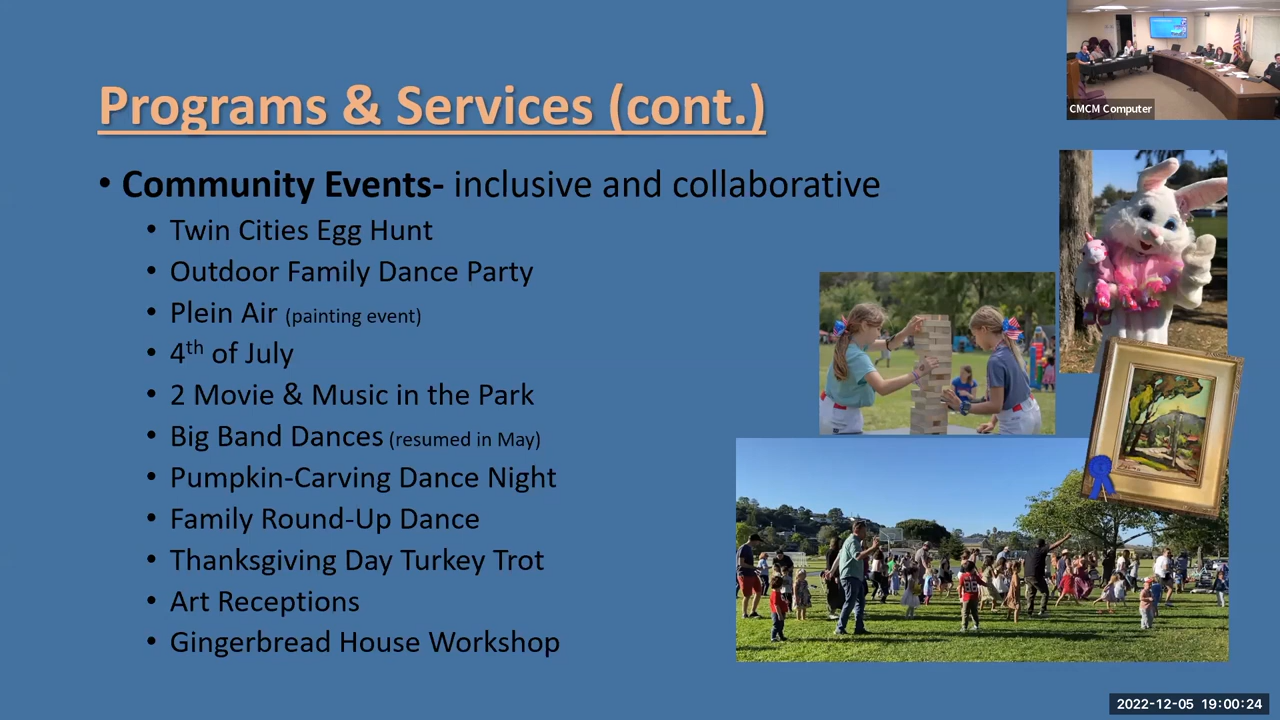 CMCM Computer
Programs & Services (cont.)
• Community Events- inclusive and collaborative
• Twin Cities Egg Hunt
• Outdoor Family Dance Party
• Plein Air (painting event)
• 4th of July
• 2 Movie & Music in the Park
• Big Band Dances (resumed in May)
• Pumpkin-Carving Dance Night
• Family Round-Up Dance
• Thanksgiving Day Turkey Trot
• Art Receptions
• Gingerbread House Workshop
2022-12-05 19:00:24